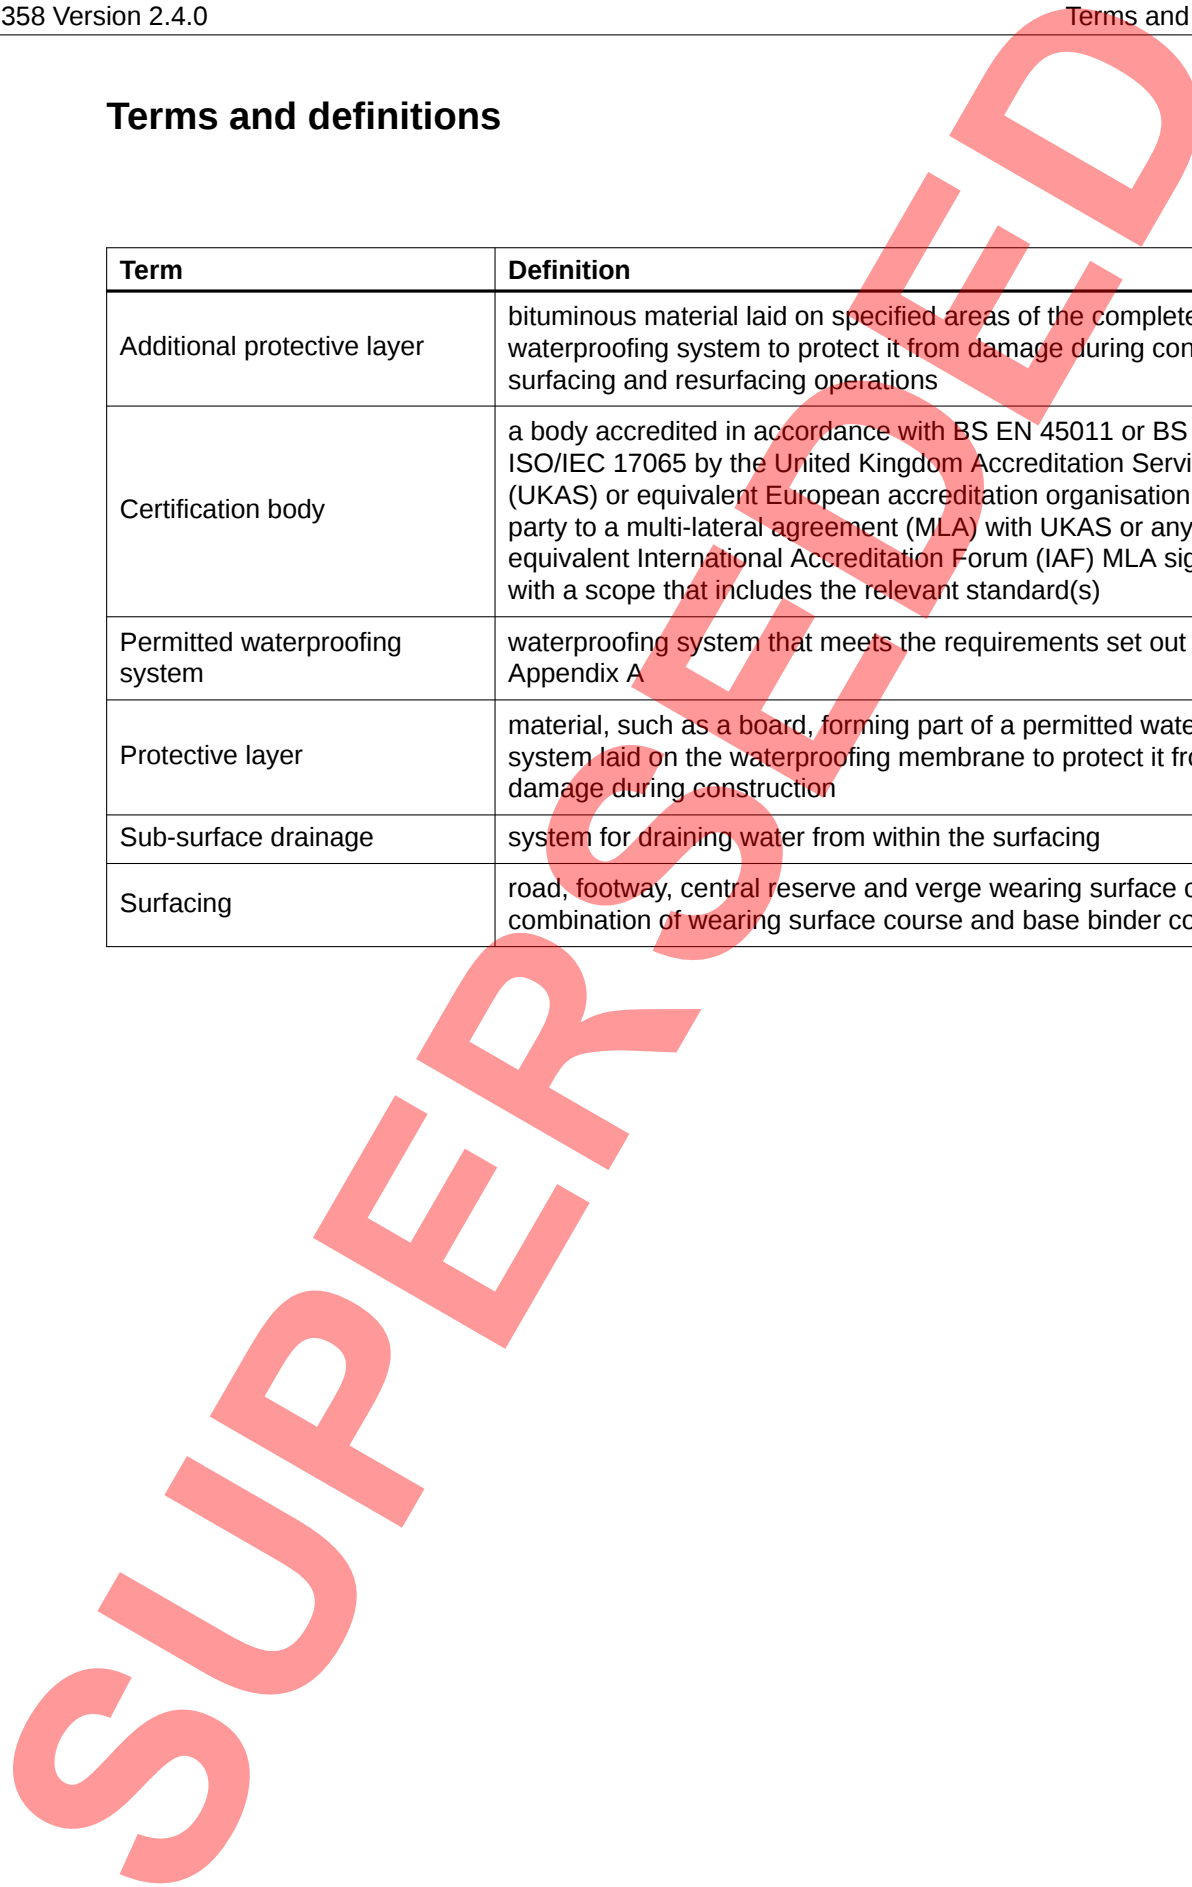 358 Version 2.4.0 Terms and
Terms and definitions
Term Definition
Additional protective layer
bituminous material laid on specified areas of the complete
waterproofing system to protect it from damage during con
surfacing and resurfacing operations
Certification body
a body accredited in accordance with BS EN 45011 or BS
ISO/IEC 17065 by the United Kingdom Accreditation Servi
(UKAS) or equivalent European accreditation organisation
party to a multi-lateral agreement (MLA) with UKAS or any
equivalent International Accreditation Forum (IAF) MLA sig
with a scope that includes the relevant standard(s)
Permitted waterproofing
system
waterproofing system that meets the requirements set out
Appendix A
Protective layer
material, such as a board, forming part of a permitted wate
system laid on the waterproofing membrane to protect it fro
damage during construction
Sub-surface drainage system for draining water from within the surfacing
Surfacing
road, footway, central reserve and verge wearing surface c
combination of wearing surface course and base binder co
SUPERSEDED